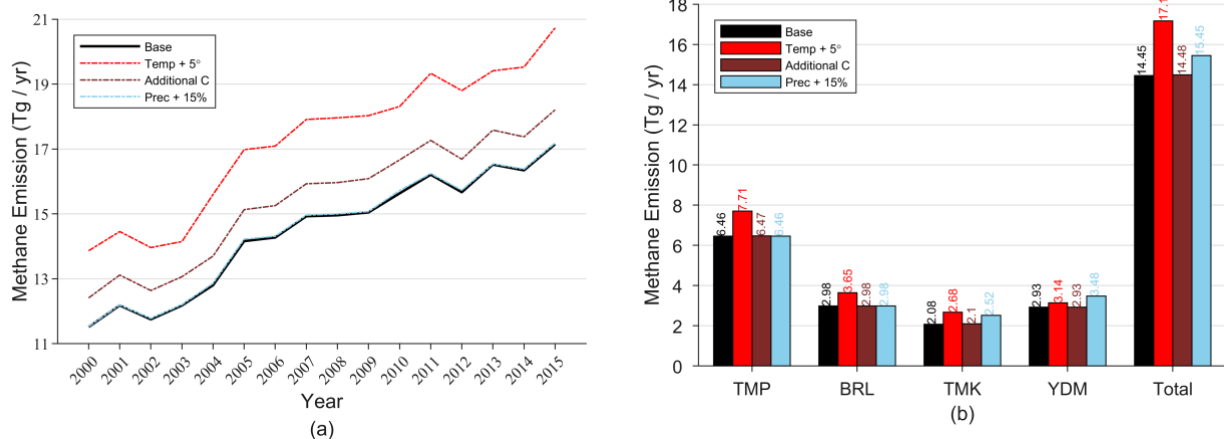 21
19
17
15
13
11
Methane Emission (Tg / yr)
Base
Temp + 5°
Additional C
Prec + 15%
2000
2001
2002
2003
2004
2005
2006
2007
2008
2009
2010
2011
2012
2013
2014
2015
Year
(a)
18
16
14
12
10
8
6
4
2
0
Methane Emission (Tg / yr)
Base
Temp + 5°
Additional C
Prec + 15%
6.46
7.71
6.47
6.46
2.98
3.65
2.98
2.98
2.08
2.68
2.1
2.52
2.93
3.14
2.93
3.48
14.45
14.48
15.45
TMP
BRL
TMK
YDM
Total
(b)